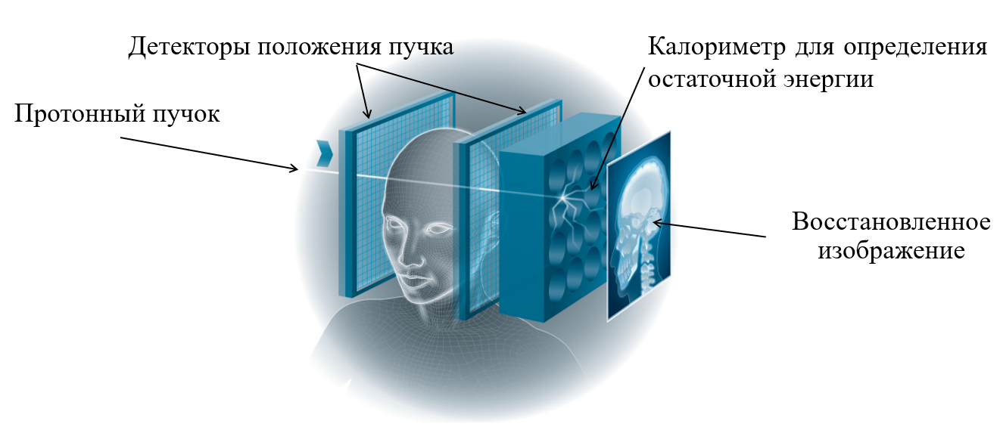 Детекторы положения пучка
Калориметр для определения
остаточной энергии
Протонный пучок
Восстановленное
изображение